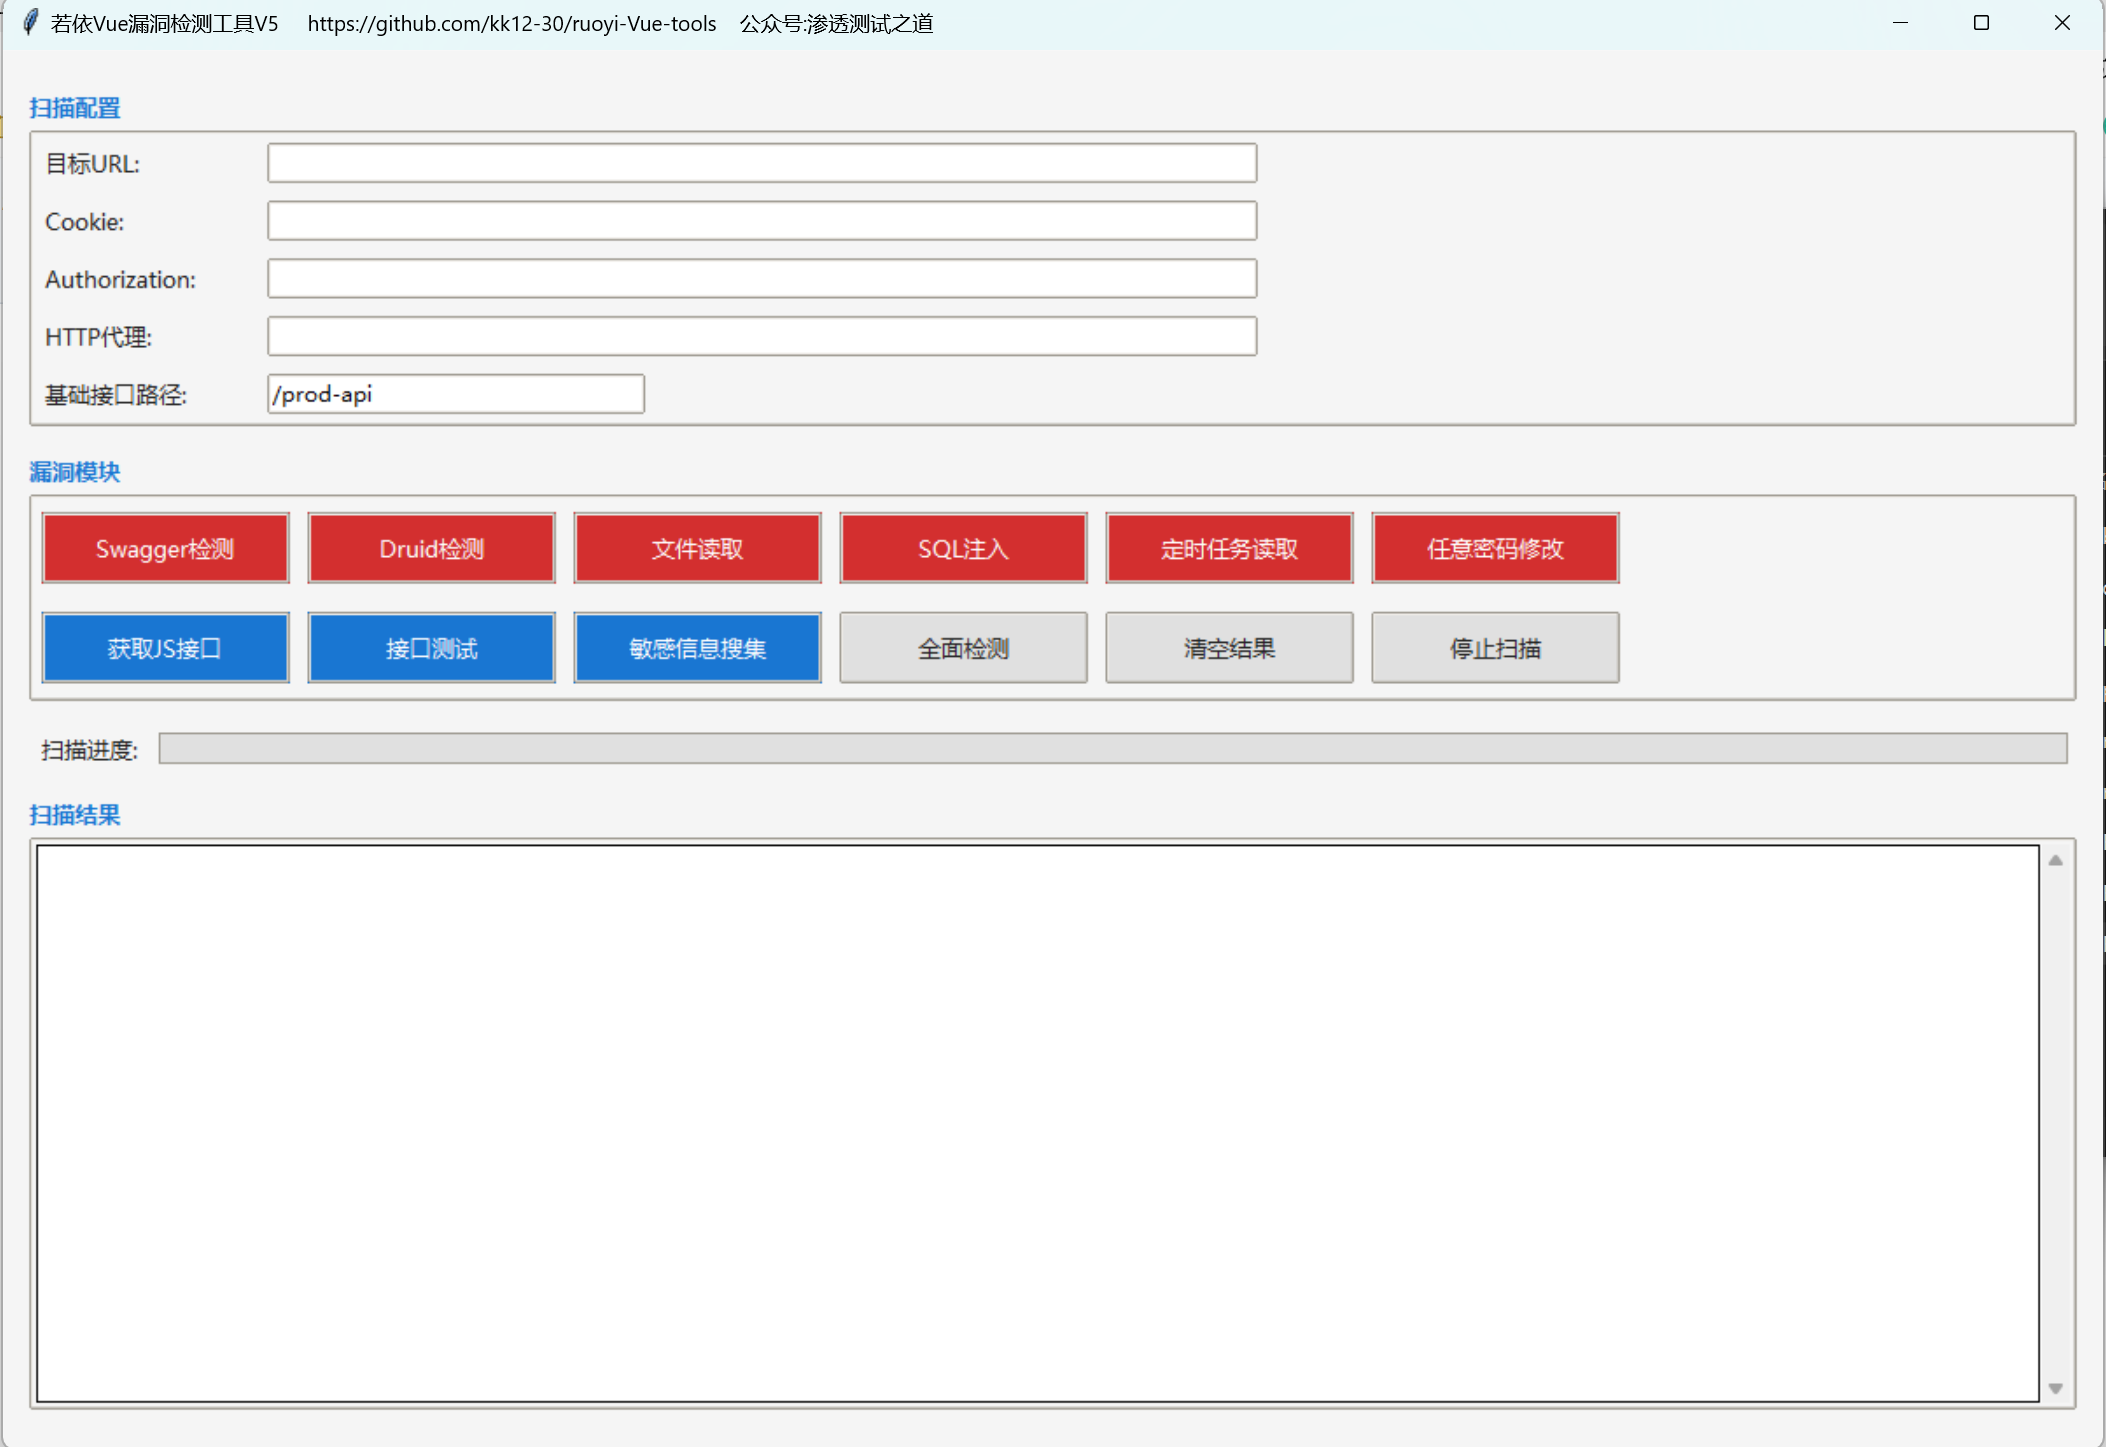 若依Vue漏洞检测工具V5 https://github.com/kk12-30/ruoyi-Vue-tools 公众号:渗透测试之道
扫描配置
目标URL:
Cookie:
Authorization:
HTTP代理:
基础接口路径: /prod-api
漏洞模块
Swagger检测 Druid检测 文件读取 SQL注入 定时任务读取 任意密码修改
获取JS接口 接口测试 敏感信息搜集 全面检测 清空结果 停止扫描
扫描进度:
扫描结果